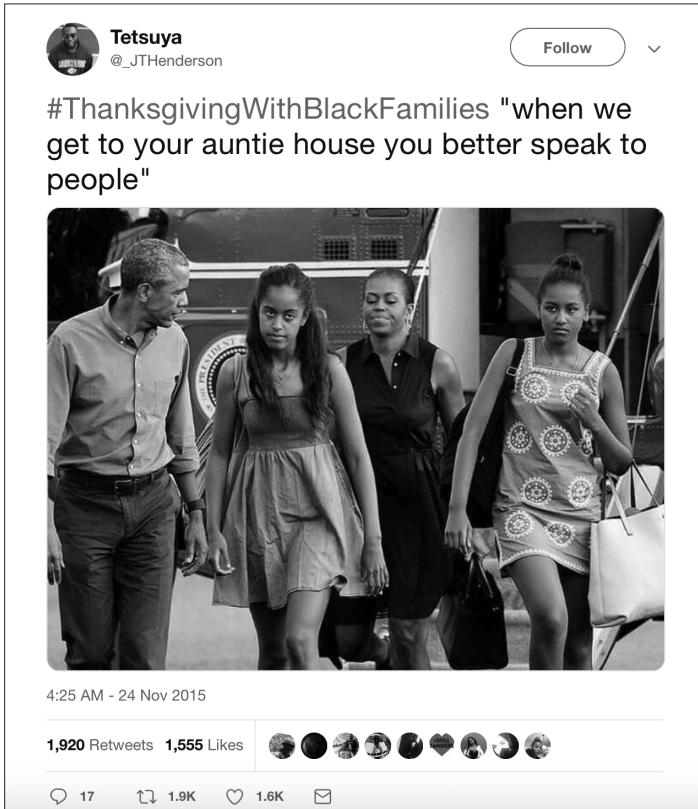 Tetsuya
@_JTHenderson
Follow
#ThanksgivingWithBlackFamilies "when we
get to your auntie house you better speak to
people"
PRESIDENT
4:25 AM - 24 Nov 2015
1,920 Retweets 1,555 Likes
17 1.9K 1.6K